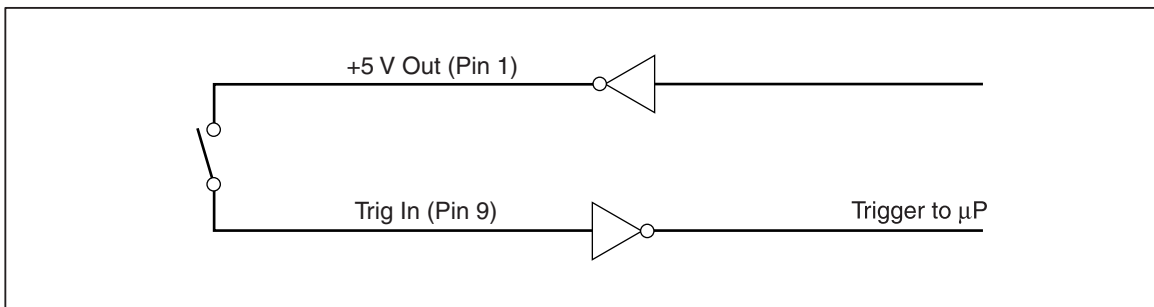 +5 V Out (Pin 1)
Trig In (Pin 9)
Trigger to μP